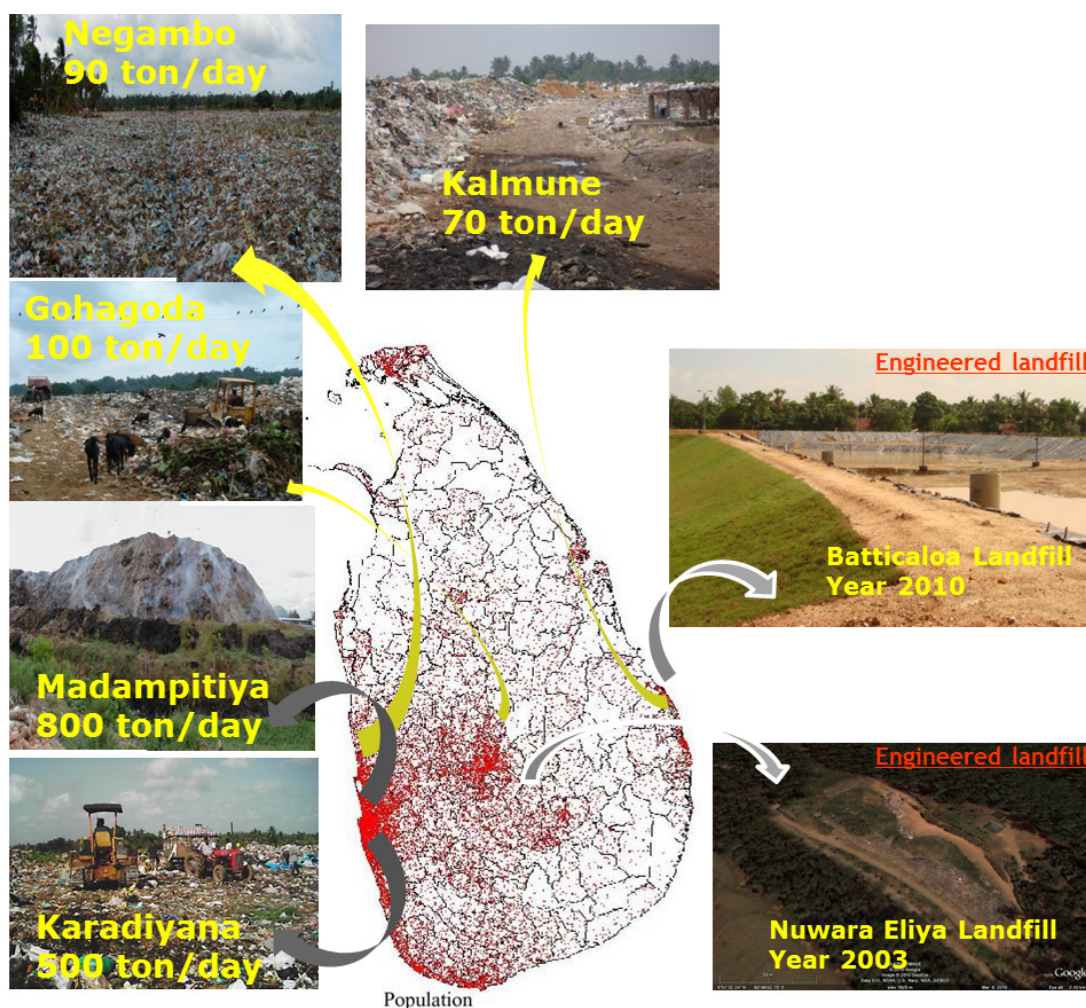 Negambo
90 ton/day
Kalmune
70 ton/day
Gohagoda
100 ton/day
Engineered landfill
Batticaloa Landfill
Year 2010
Madampitiya
800 ton/day
Engineered landfill
Karadiyana
500 ton/day
Nuwara Eliya Landfill
Year 2003
Google
Population